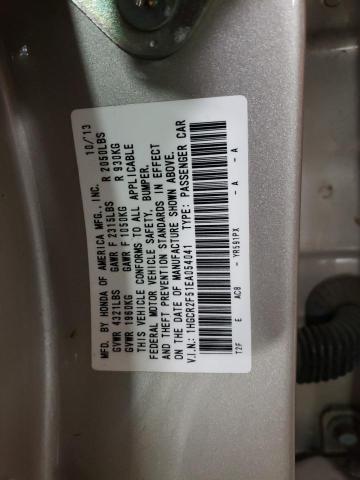 MFD. BY HONDA OF AMERICA MFG., INC. 10/13
GVWR 4321LBS GAWR F 2315LBS R 2050LBS
GVWR 1960KG GAWR F 1050KG R 930KG
THIS VEHICLE CONFORMS TO ALL APPLICABLE
FEDERAL MOTOR VEHICLE SAFETY, BUMPER,
AND THEFT PREVENTION STANDARDS IN EFFECT
ON THE DATE OF MANUFACTURE SHOWN ABOVE.
V.I.N.: 1HGCR2F51EA054041 TYPE: PASSENGER CAR
T2F E AC8 - YR591PX - A - A